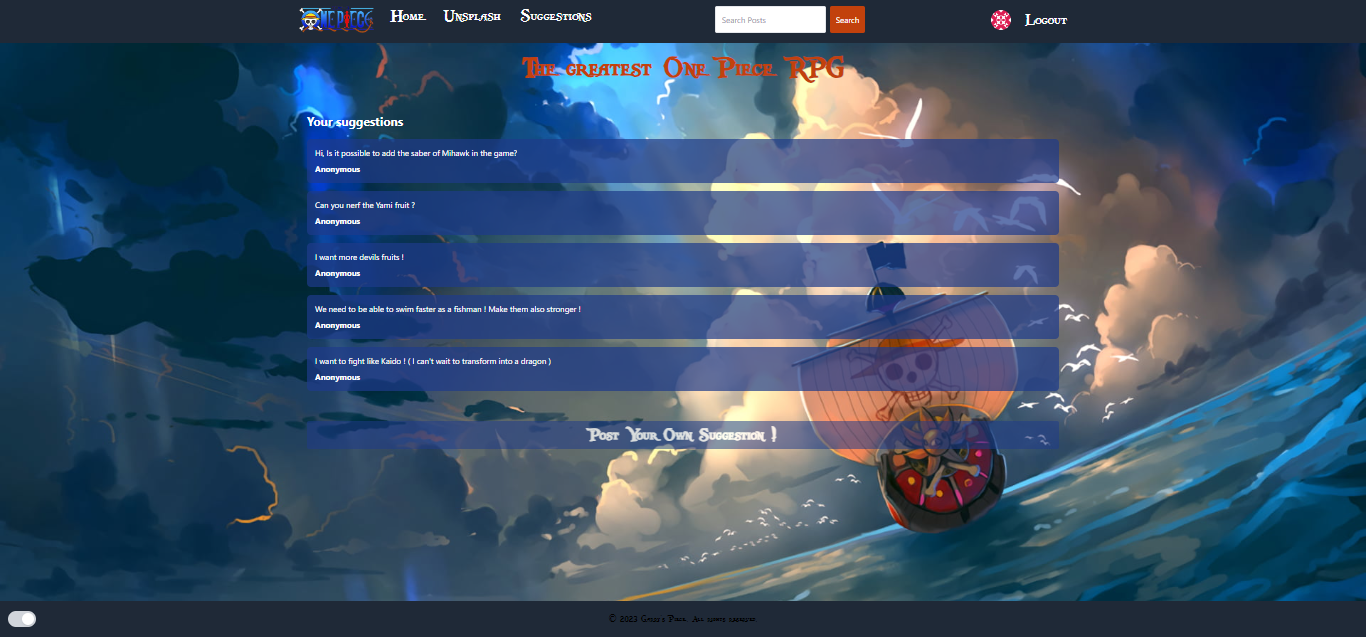 ONE PIECE
Home Unsplash Suggestions
Search Posts Search
Logout
The greatest One Piece RPG
Your suggestions
Hi, Is it possible to add the saber of Mihawk in the game?
Anonymous
Can you nerf the Yami fruit ?
Anonymous
I want more devils fruits !
Anonymous
We need to be able to swim faster as a fishman ! Make them also stronger !
Anonymous
I want to fight like Kaido ! ( I can't wait to transform into a dragon )
Anonymous
Post Your Own Suggestion !
© 2023 Games Piece. All rights reserved